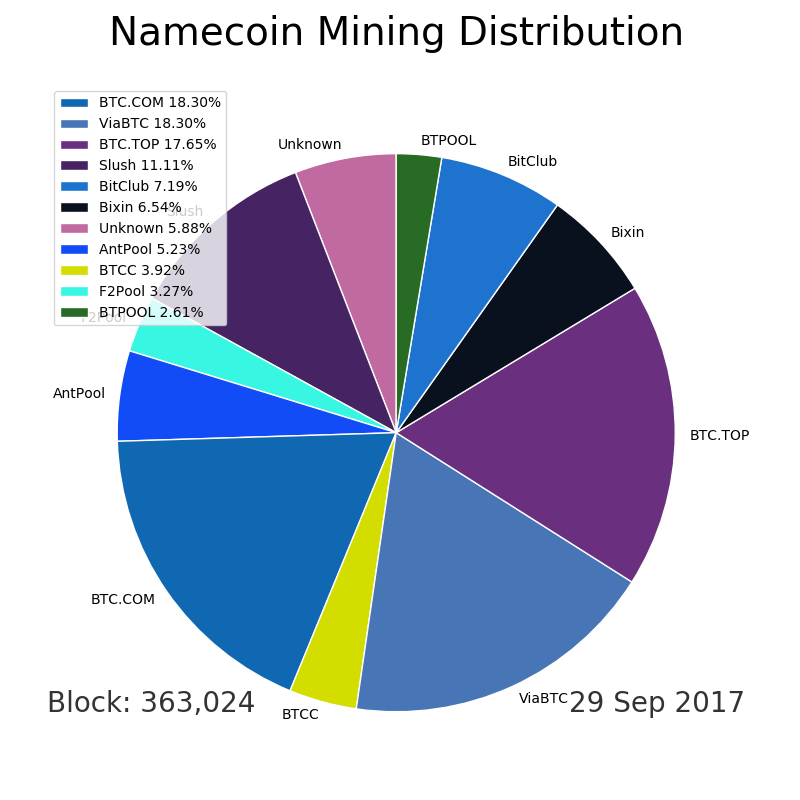 Namecoin Mining Distribution
BTC.COM 18.30%
ViaBTC 18.30%
BTC.TOP 17.65%
Slush 11.11%
BitClub 7.19%
Bixin 6.54%
Unknown 5.88%
AntPool 5.23%
BTCC 3.92%
F2Pool 3.27%
BTPOOL 2.61%
Unknown
BTPOOL
BitClub
Slush
Bixin
F2Pool
AntPool
BTC.TOP
BTC.COM
ViaBTC
BTCC
Block: 363,024
29 Sep 2017